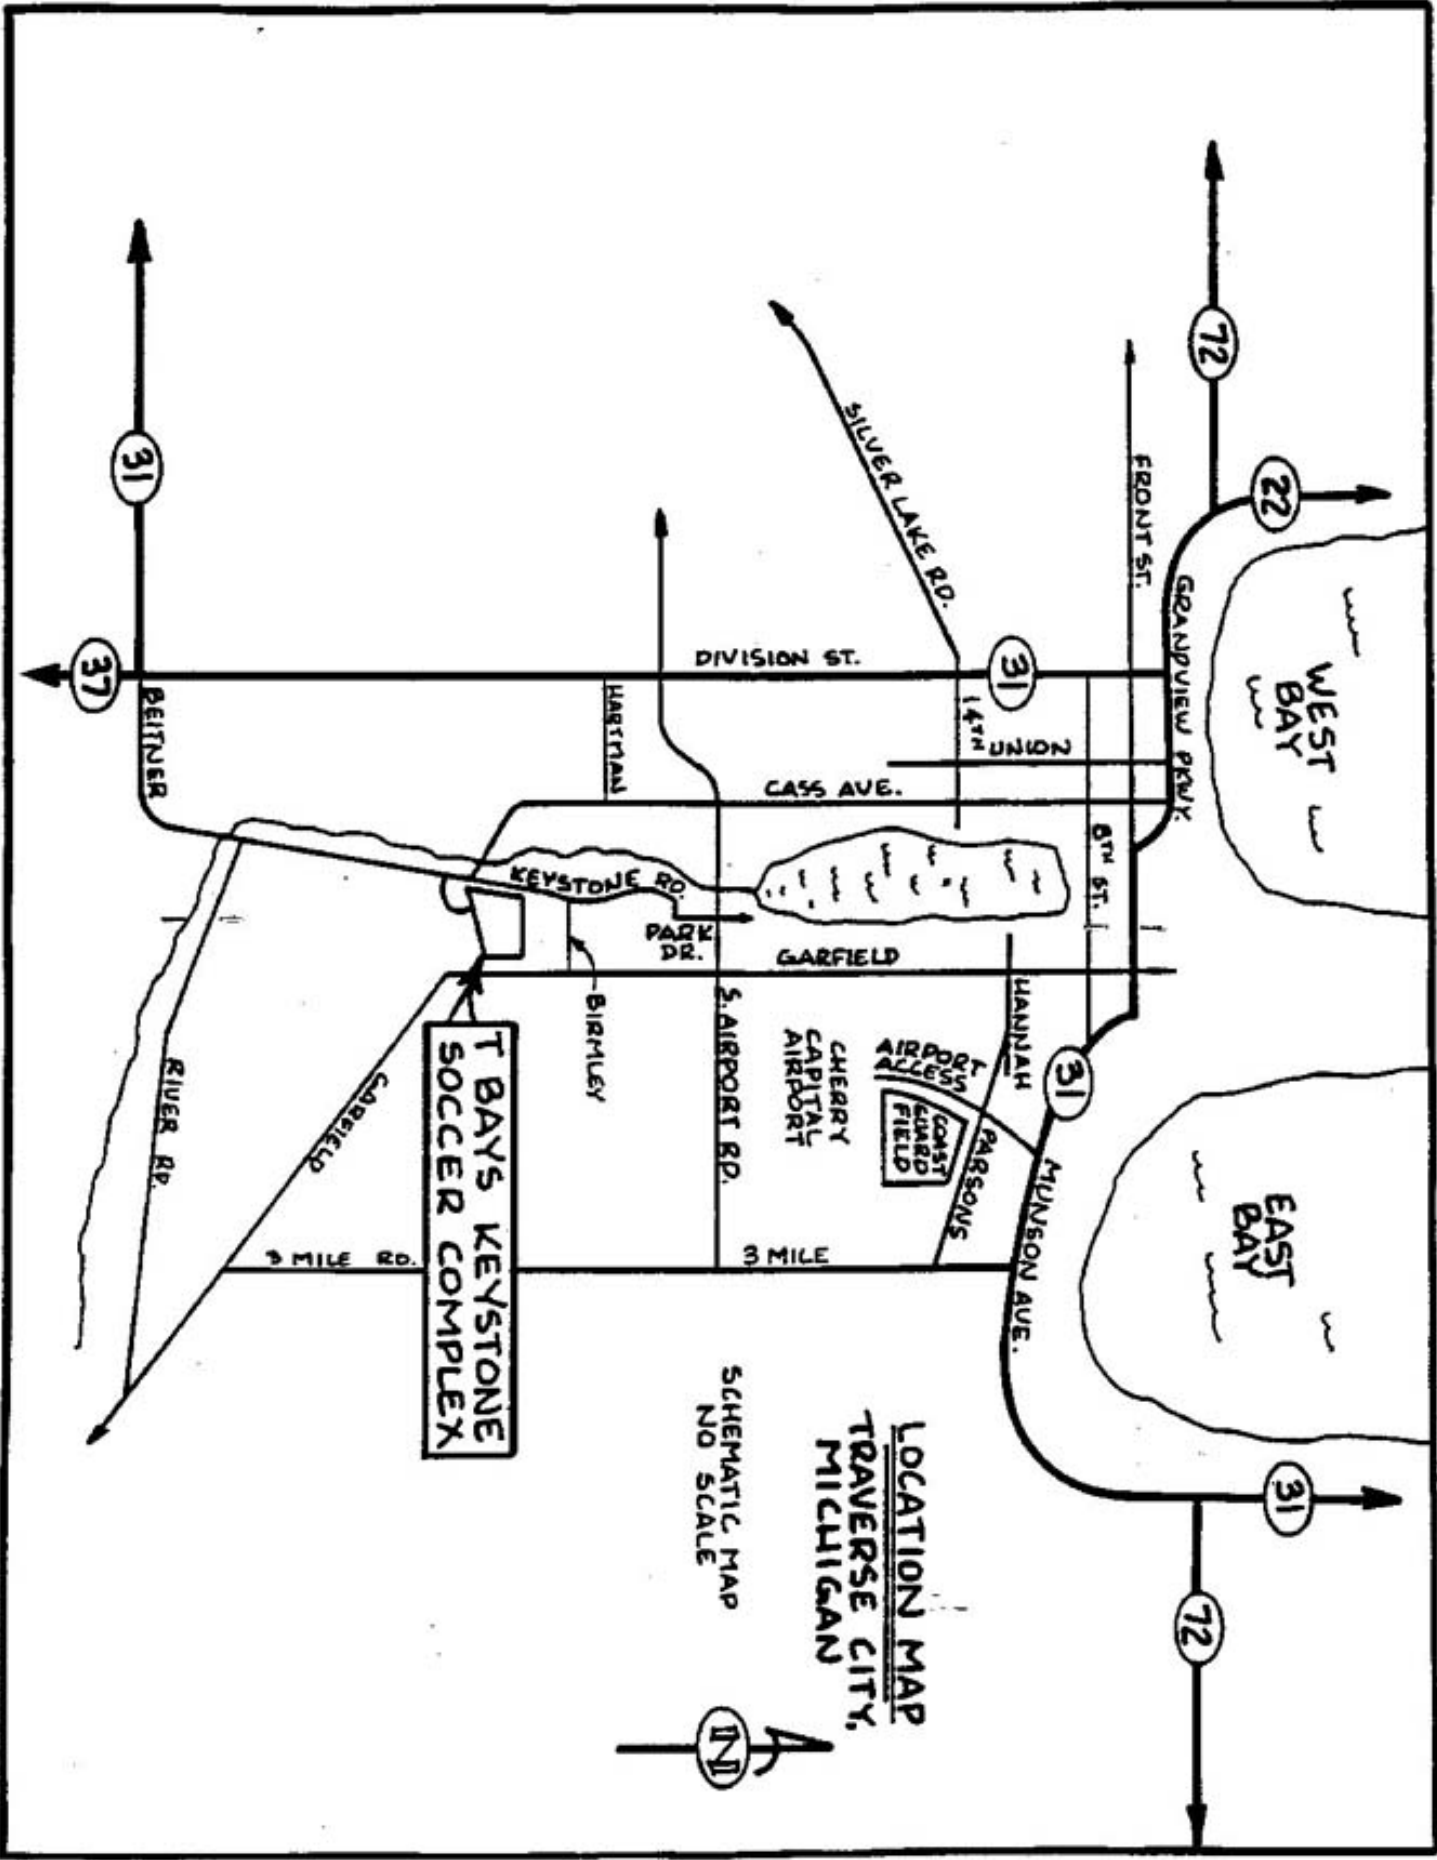 72
22
FRONT ST.
GRANDVIEW PKWY.
WEST
BAY
SILVER LAKE RD.
31
37
BEITNER
DIVISION ST.
31
14TH
UNION
HARTMAN
CASS AVE.
8TH ST.
KEYSTONE RD.
PARK
DR.
GARFIELD
BIRMLEY
S. AIRPORT RD.
CHERRY
CAPITAL
AIRPORT
AIRPORT
ACCESS
HANNAH
31
COAST
GUARD
FIELD
PARSONS
MUNSON AVE.
EAST
BAY
RIVER RD.
GARFIELD
3 MILE RD.
3 MILE
T BAYS KEYSTONE
SOCCER COMPLEX
31
72
LOCATION MAP
TRAVERSE CITY,
MICHIGAN
SCHEMATIC MAP
NO SCALE
N